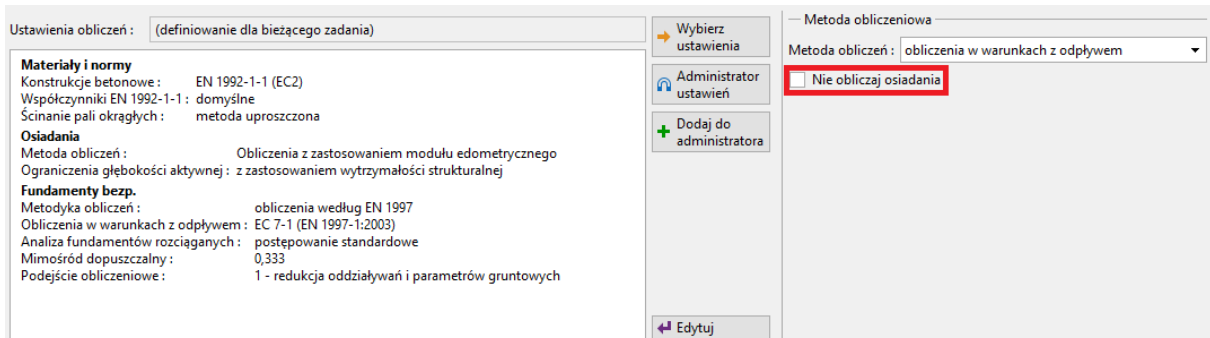 Ustawienia obliczeń : (definiowanie dla bieżącego zadania)
Materiały i normy
Konstrukcje betonowe : EN 1992-1-1 (EC2)
Współczynniki EN 1992-1-1 : domyślne
Ścinanie pali okrągłych : metoda uproszczona
Osiadania
Metoda obliczeń : Obliczenia z zastosowaniem modułu edometrycznego
Ograniczenia głębokości aktywnej : z zastosowaniem wytrzymałości strukturalnej
Fundamenty bezp.
Metodyka obliczeń : obliczenia według EN 1997
Obliczenia w warunkach z odpływem : EC 7-1 (EN 1997-1:2003)
Analiza fundamentów rozciąganych : postępowanie standardowe
Mimośród dopuszczalny : 0,333
Podejście obliczeniowe : 1 - redukcja oddziaływań i parametrów gruntowych
Wybierz
ustawienia
Administrator
ustawień
Dodaj do
administratora
Edytuj
Metoda obliczeniowa
Metoda obliczeń : obliczenia w warunkach z odpływem
Nie obliczaj osiadania